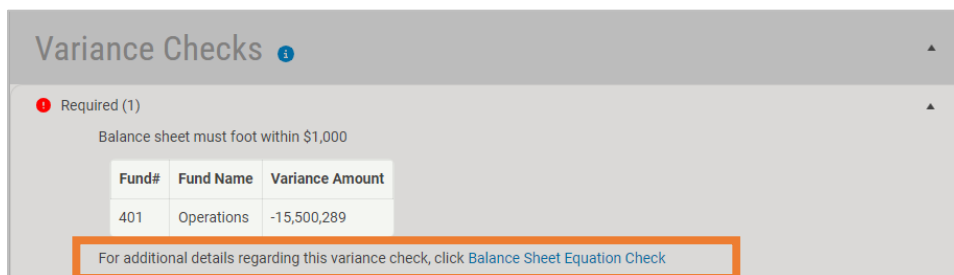 Variance Checks
Required (1)
Balance sheet must foot within $1,000
Fund# Fund Name Variance Amount
401 Operations -15,500,289
For additional details regarding this variance check, click Balance Sheet Equation Check